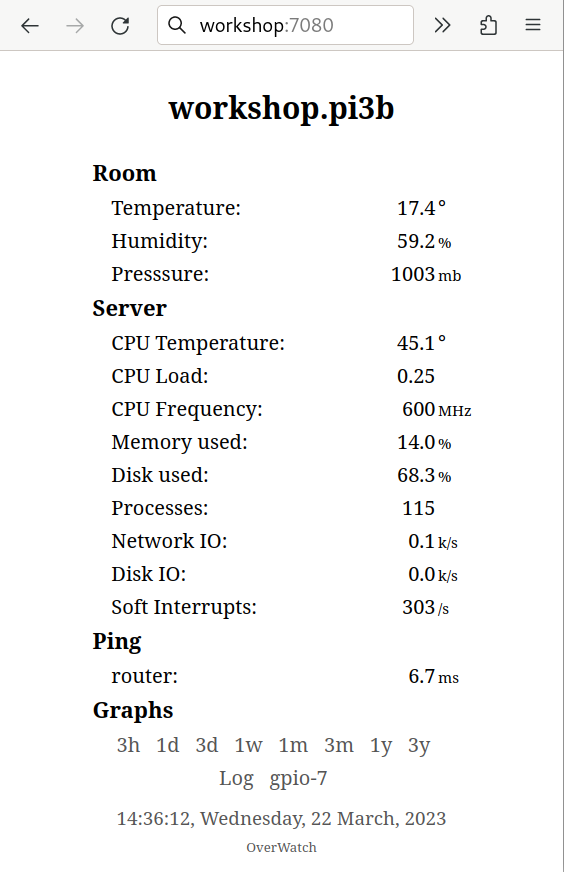 workshop:7080
workshop.pi3b
Room
Temperature: 17.4°
Humidity: 59.2 %
Presssure: 1003 mb
Server
CPU Temperature: 45.1°
CPU Load: 0.25
CPU Frequency: 600 MHz
Memory used: 14.0 %
Disk used: 68.3 %
Processes: 115
Network IO: 0.1 k/s
Disk IO: 0.0 k/s
Soft Interrupts: 303 /s
Ping
router: 6.7 ms
Graphs
3h 1d 3d 1w 1m 3m 1y 3y
Log gpio-7
14:36:12, Wednesday, 22 March, 2023
OverWatch